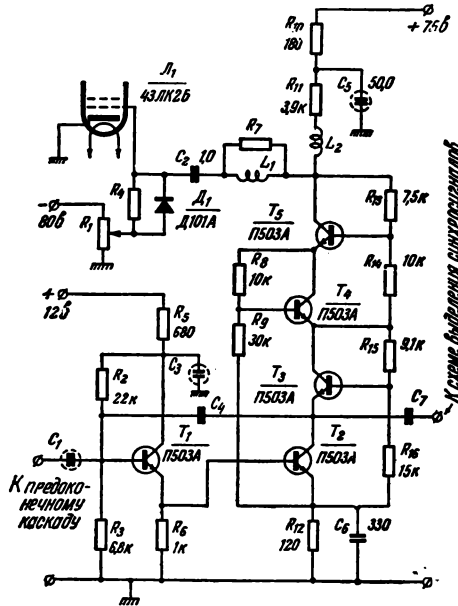 R10
180
+ 75в
Л1
43ЛК2Б
R11
3,9к
C5
50,0
R7
C2 1,0
L1
L2
R4
Д1
Д101А
-
80в
R1
T5
П503А
R13
7,5к
R8
10к
R14
10к
+
12в
T4
П503А
R5
680
R9
30к
R15
9,1к
T3
П503А
R2
22к
C3
C4
C7
К схеме выделения синхросигналов
C1
T1
П503А
T2
П503А
R16
15к
К предоко-
нечному
каскаду
R3
6,8к
R6
1к
R12
120
C6
330